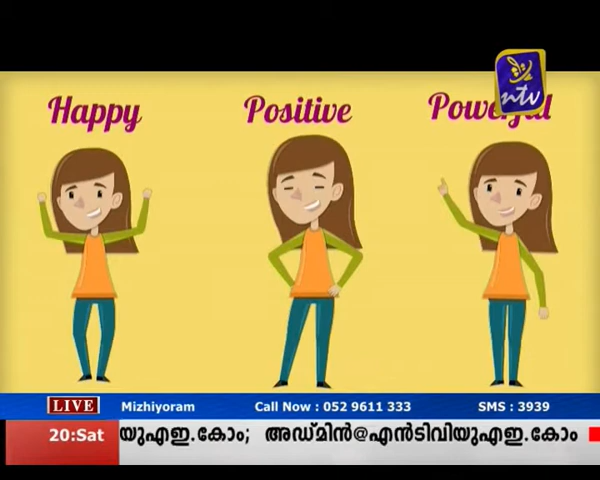 Happy Positive Powerful
ntv
LIVE Mizhiyoram Call Now : 052 9611 333 SMS : 3939
20:Sat യുഎഇ.കോം; അഡ്മിൻ@എൻടിവിയുഎഇ.കോം